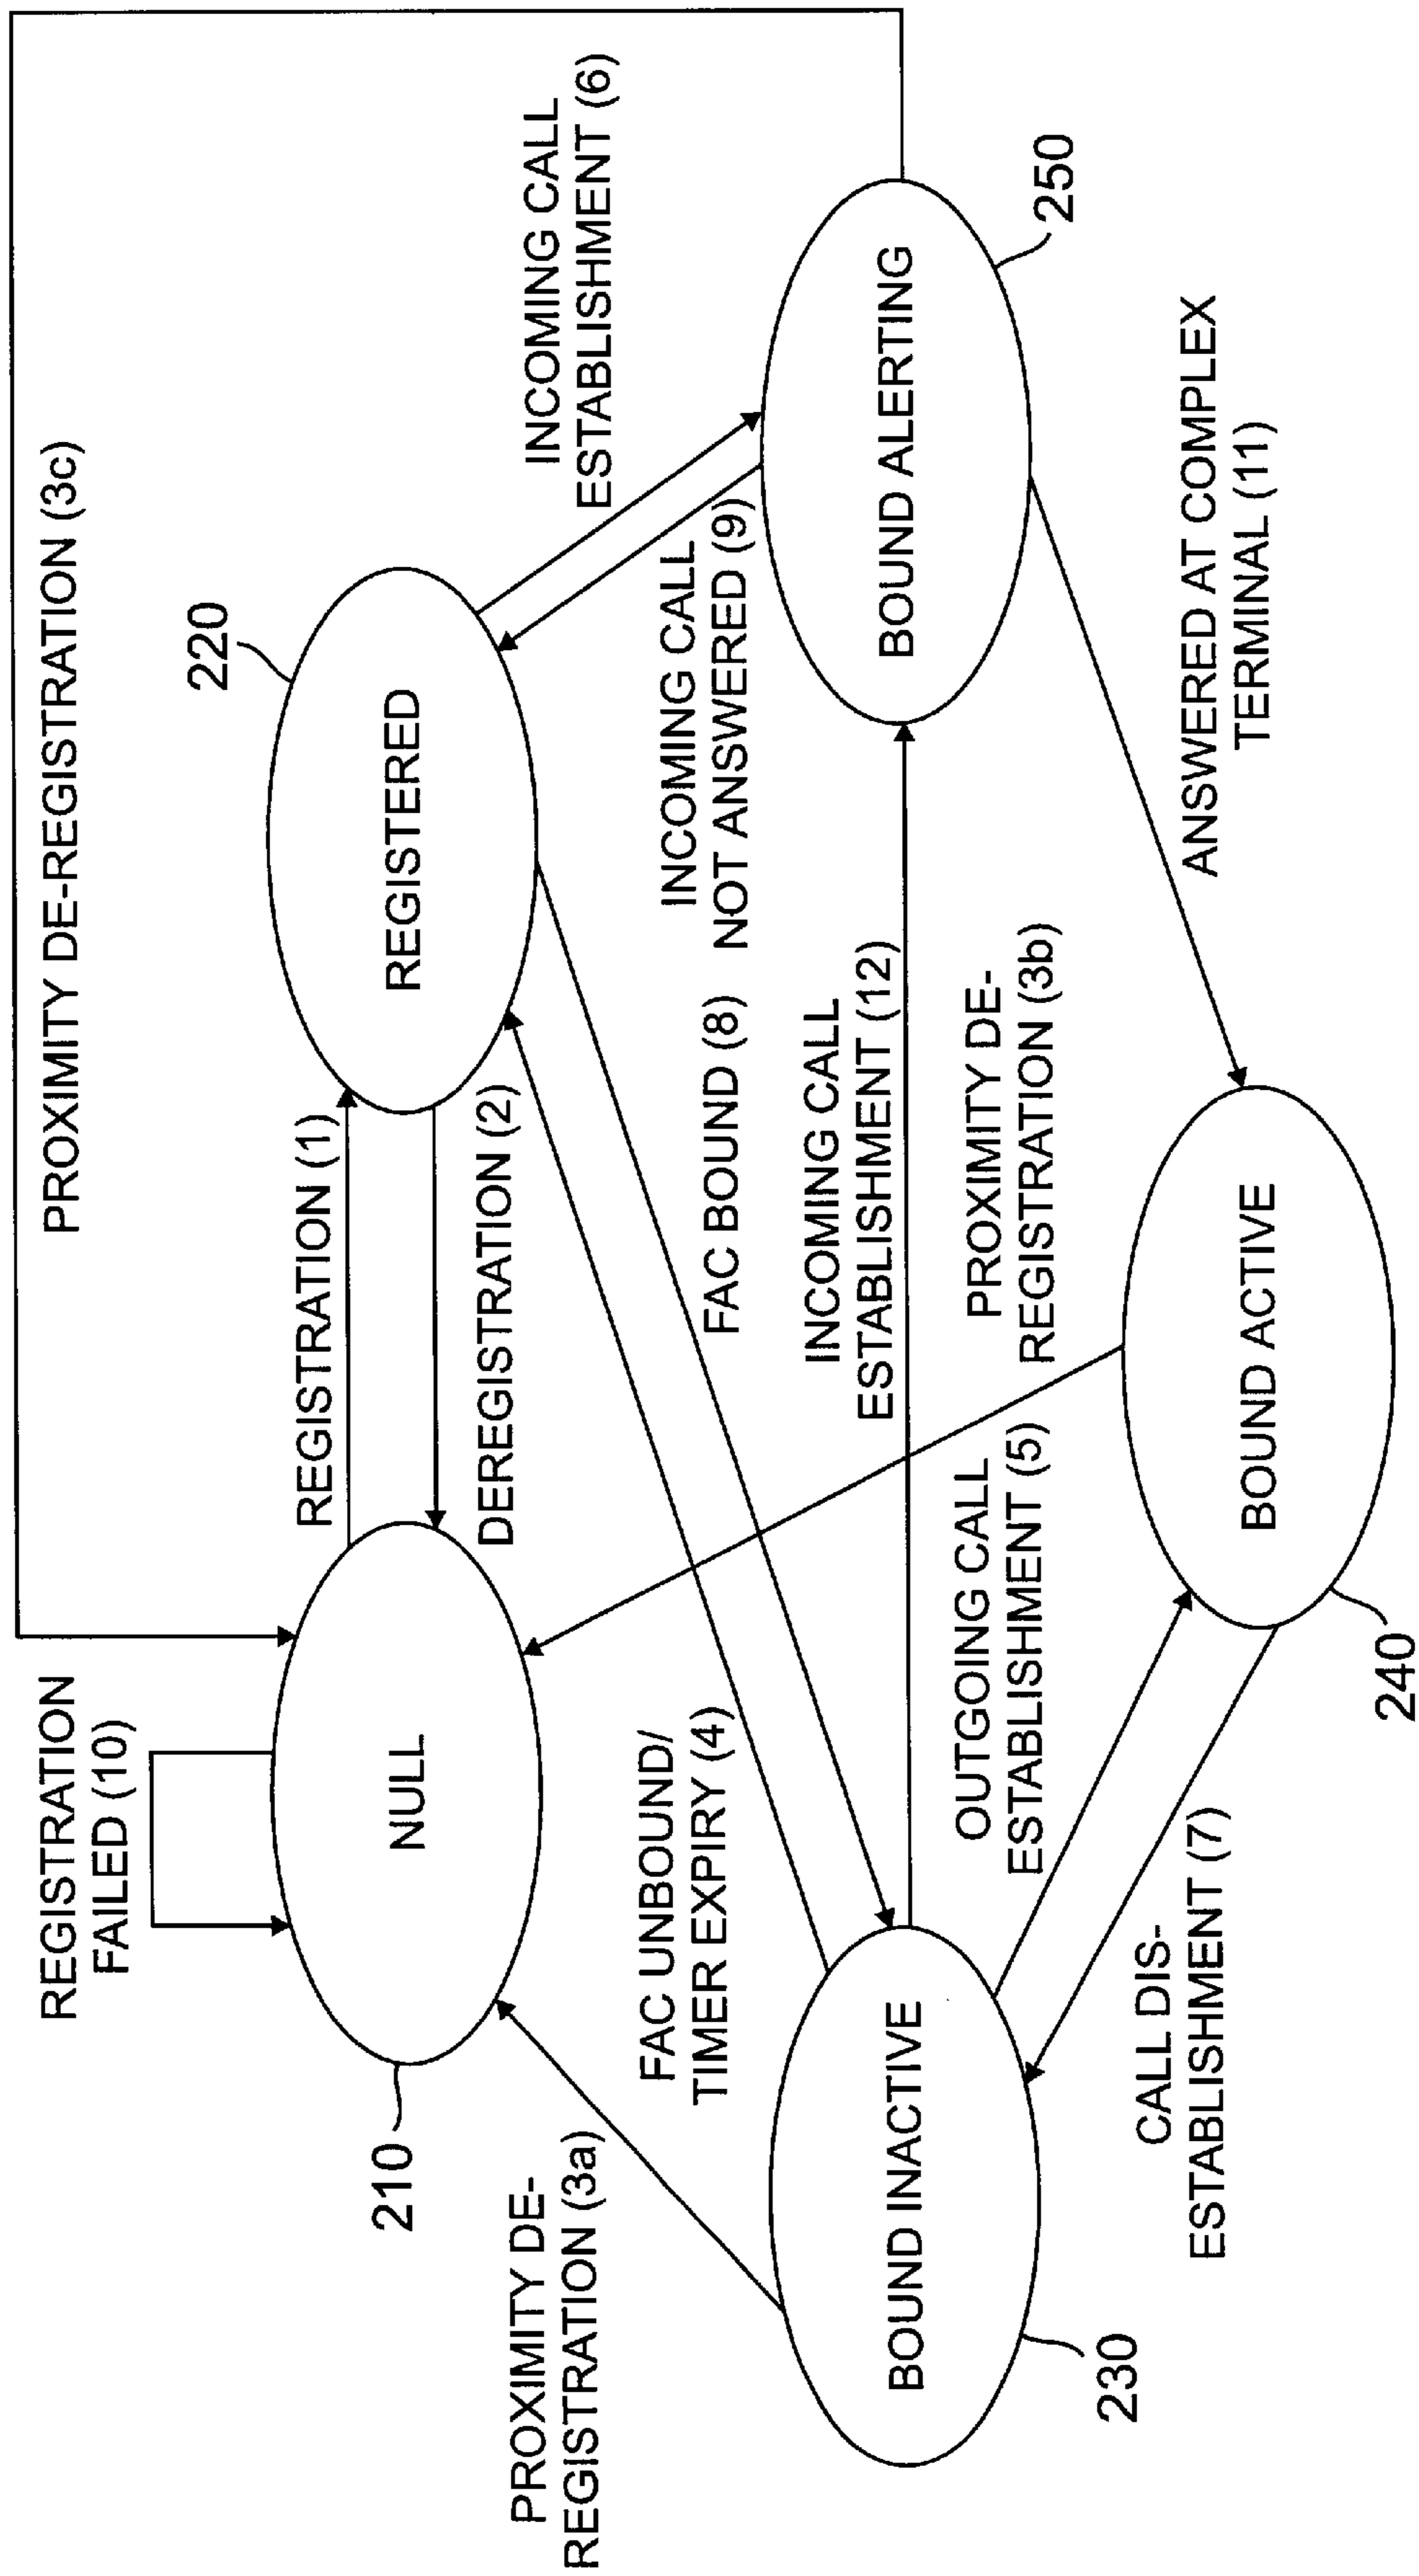 PROXIMITY DE-REGISTRATION (3c)
REGISTRATION
FAILED (10)
REGISTRATION (1)
220
INCOMING CALL
ESTABLISHMENT (6)
210
NULL
REGISTERED
DEREGISTRATION (2)
PROXIMITY DE-
REGISTRATION (3a)
FAC UNBOUND/
TIMER EXPIRY (4)
FAC BOUND (8)
INCOMING CALL
NOT ANSWERED (9)
INCOMING CALL
ESTABLISHMENT (12)
BOUND INACTIVE
BOUND ALERTING
250
230
OUTGOING CALL
ESTABLISHMENT (5)
PROXIMITY DE-
REGISTRATION (3b)
CALL DIS-
ESTABLISHMENT (7)
BOUND ACTIVE
240
ANSWERED AT COMPLEX
TERMINAL (11)